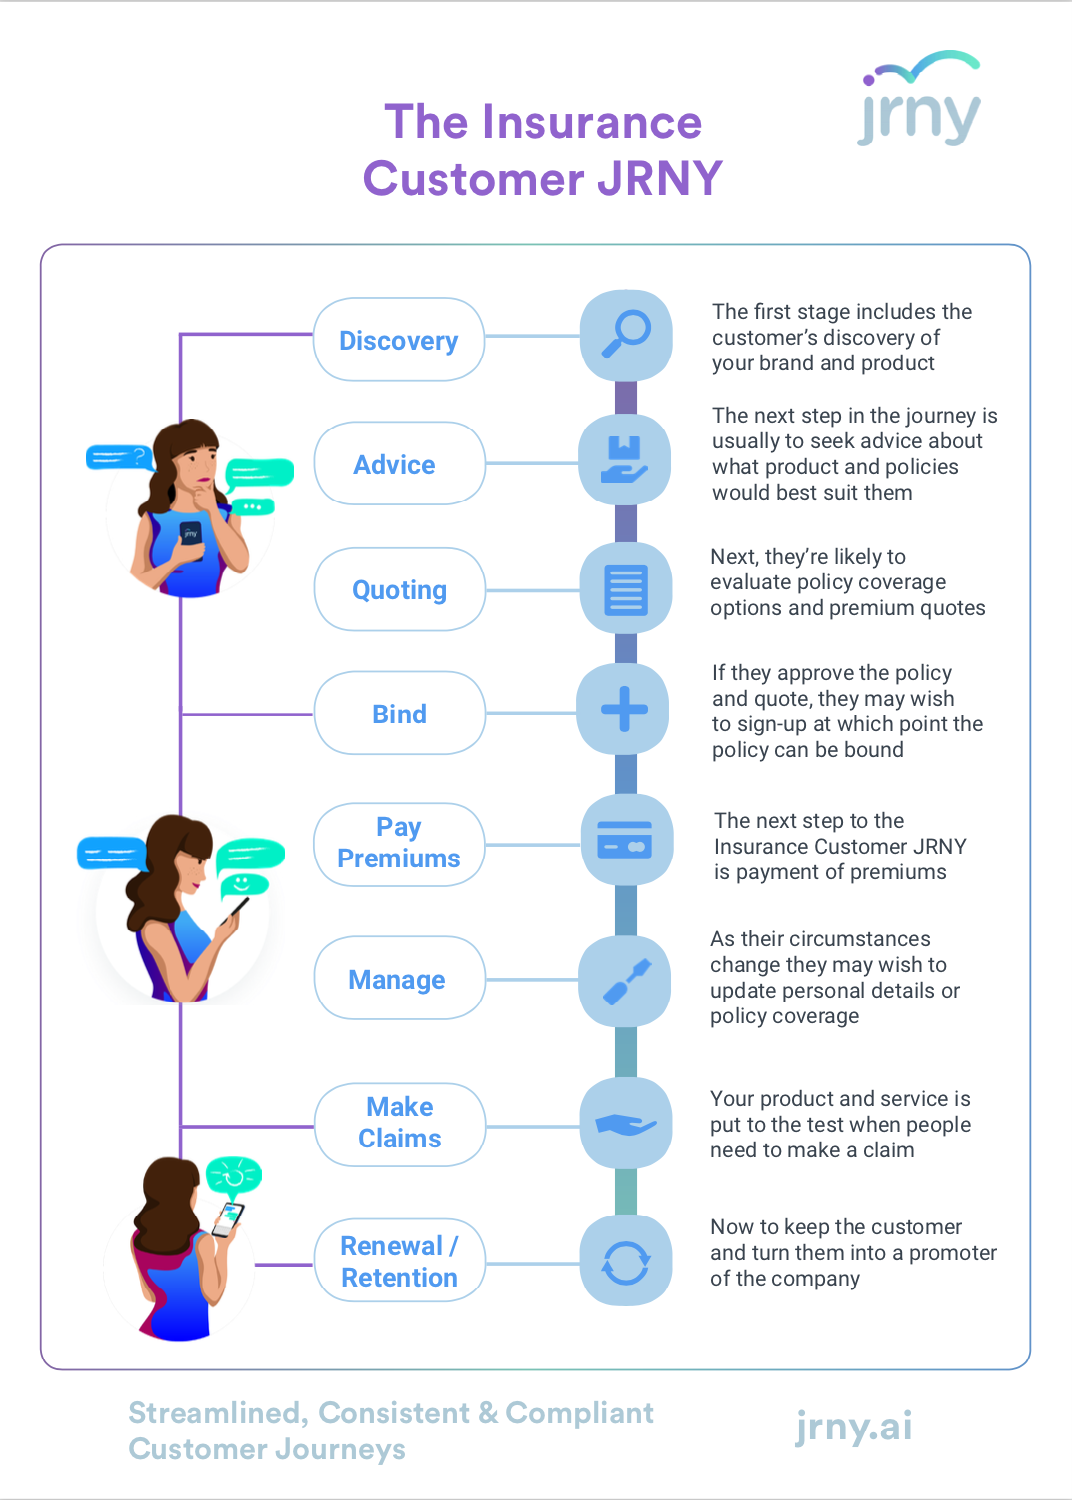 jrny
The Insurance
Customer JRNY
Discovery
The first stage includes the
customer's discovery of
your brand and product
Advice
The next step in the journey is
usually to seek advice about
what product and policies
would best suit them
?
jrny
Quoting
Next, they're likely to
evaluate policy coverage
options and premium quotes
Bind
If they approve the policy
and quote, they may wish
to sign-up at which point the
policy can be bound
Pay
Premiums
The next step to the
Insurance Customer JRNY
is payment of premiums
Manage
As their circumstances
change they may wish to
update personal details or
policy coverage
Make
Claims
Your product and service is
put to the test when people
need to make a claim
Renewal /
Retention
Now to keep the customer
and turn them into a promoter
of the company
Streamlined, Consistent & Compliant
Customer Journeys
jrny.ai